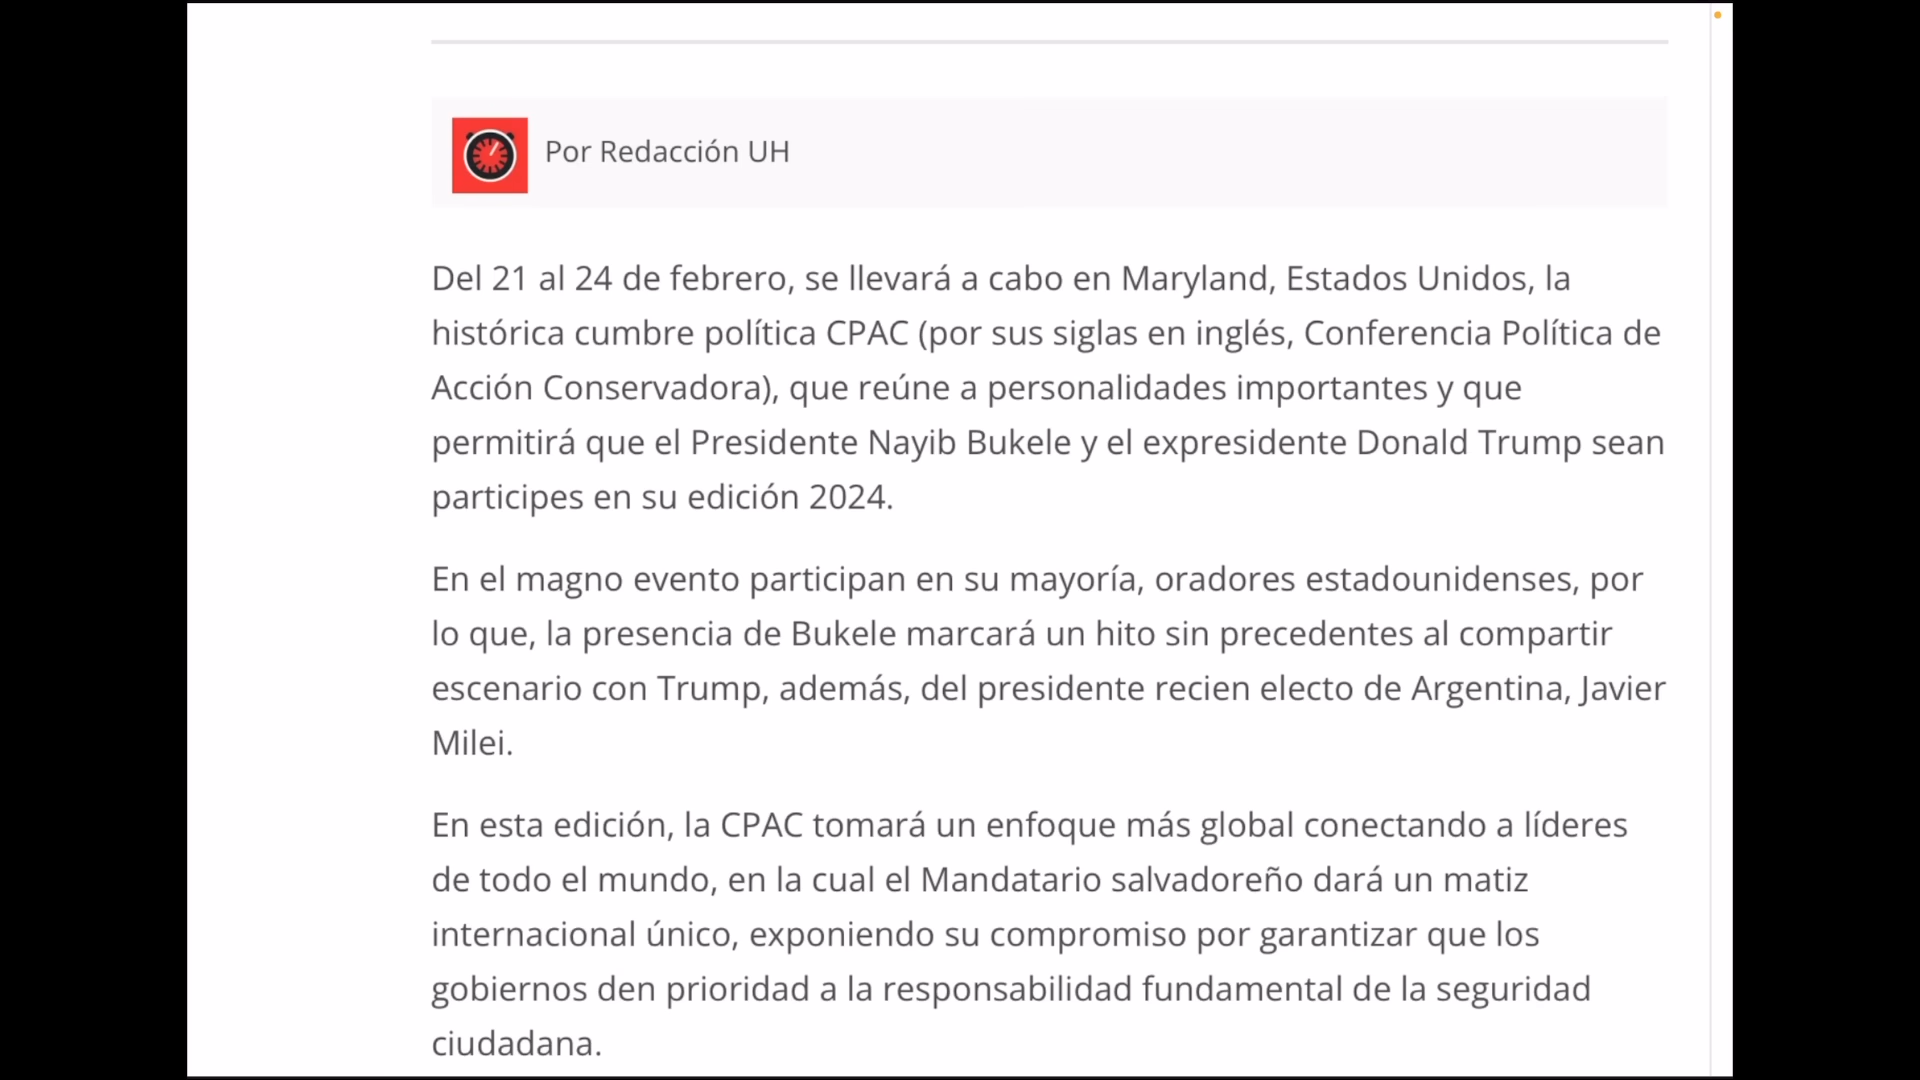 Por Redacción UH
Del 21 al 24 de febrero, se llevará a cabo en Maryland, Estados Unidos, la
histórica cumbre política CPAC (por sus siglas en inglés, Conferencia Política de
Acción Conservadora), que reúne a personalidades importantes y que
permitirá que el Presidente Nayib Bukele y el expresidente Donald Trump sean
participes en su edición 2024.
En el magno evento participan en su mayoría, oradores estadounidenses, por
lo que, la presencia de Bukele marcará un hito sin precedentes al compartir
escenario con Trump, además, del presidente recien electo de Argentina, Javier
Milei.
En esta edición, la CPAC tomará un enfoque más global conectando a líderes
de todo el mundo, en la cual el Mandatario salvadoreño dará un matiz
internacional único, exponiendo su compromiso por garantizar que los
gobiernos den prioridad a la responsabilidad fundamental de la seguridad
ciudadana.